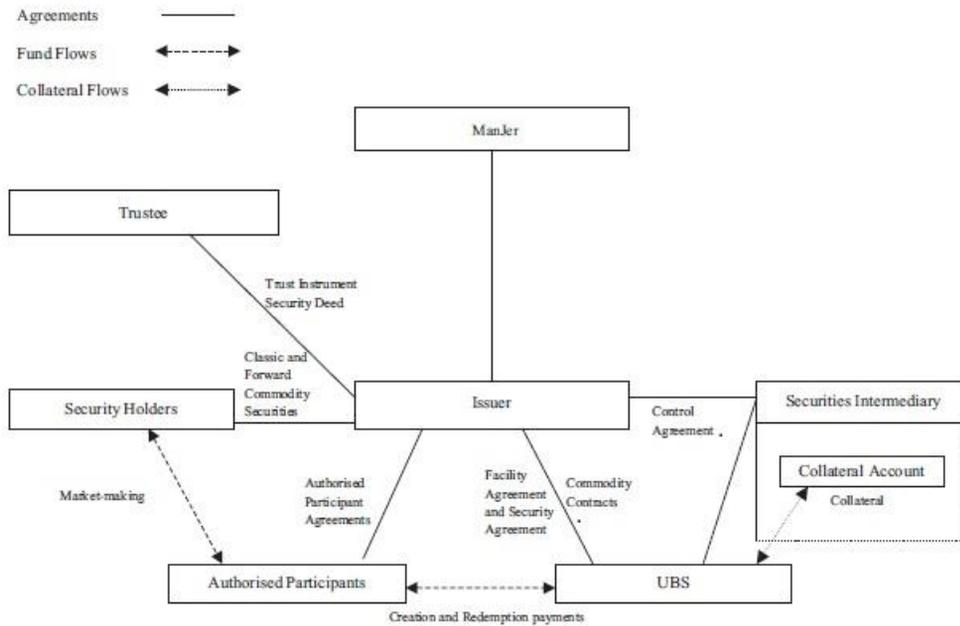 Agreements
Fund Flows
Collateral Flows
ManJer
Trustee
Trust Instrument
Security Deed
Classic and
Forward
Commodity
Securities
Security Holders
Issuer
Control
Agreement .
Securities Intermediary
Collateral Account
Collateral
Market-making
Authorised
Participant
Agreements
Facility
Agreement
and Security
Agreement
Commodity
Contracts
.
Authorised Participants
UBS
Creation and Redemption payments